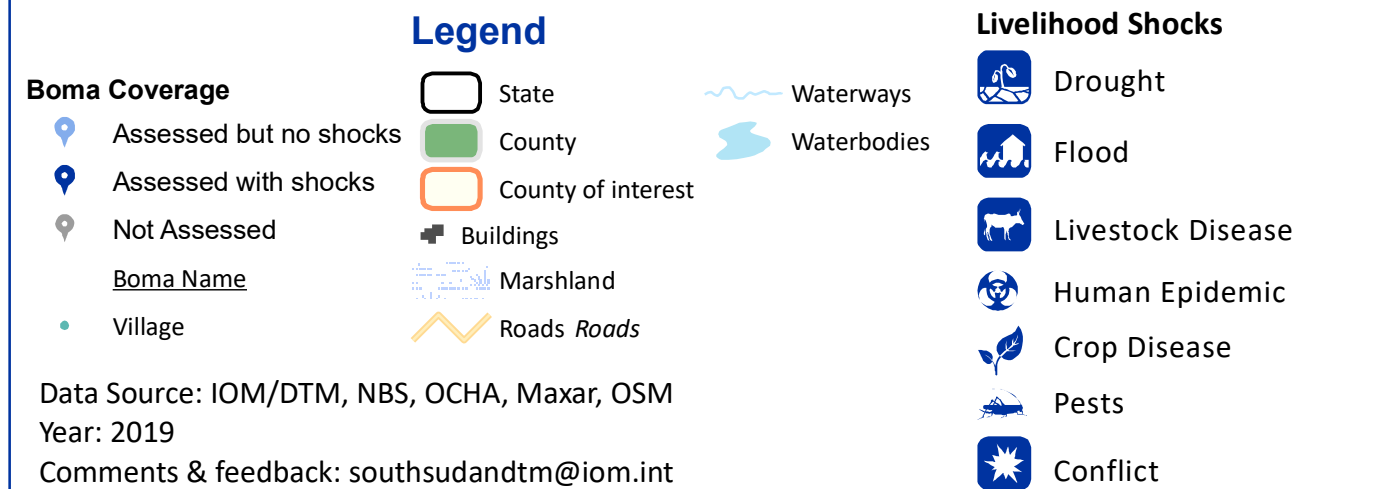 Legend
Boma Coverage
Assessed but no shocks
Assessed with shocks
Not Assessed
Boma Name
Village
State
County
County of interest
Buildings
Marshland
Roads Roads
Waterways
Waterbodies
Livelihood Shocks
Drought
Flood
Livestock Disease
Human Epidemic
Crop Disease
Pests
Conflict
Data Source: IOM/DTM, NBS, OCHA, Maxar, OSM
Year: 2019
Comments & feedback: southsudandtm@iom.int